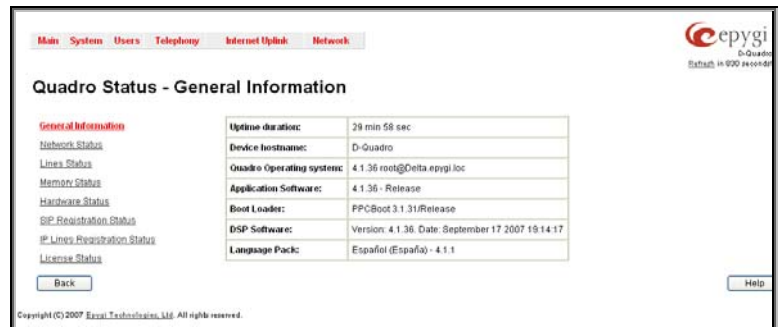 Main System Users Telephony Internet Uplink Network
epygi
D-Quadro
Refresh in 600 seconds
Quadro Status - General Information
General Information
Network Status
Lines Status
Memory Status
Hardware Status
SIP Registration Status
IP Lines Registration Status
License Status
Uptime duration: 29 min 58 sec
Device hostname: D-Quadro
Quadro Operating system: 4.1.36 root@Delta.epygi.loc
Application Software: 4.1.36 - Release
Boot Loader: PPCBoot 3.1.31/Release
DSP Software: Version: 4.1.36. Date: September 17 2007 19:14:17
Language Pack: Español (España) - 4.1.1
Back
Help
Copyright (C) 2007 Epygi Technologies, Ltd. All rights reserved.